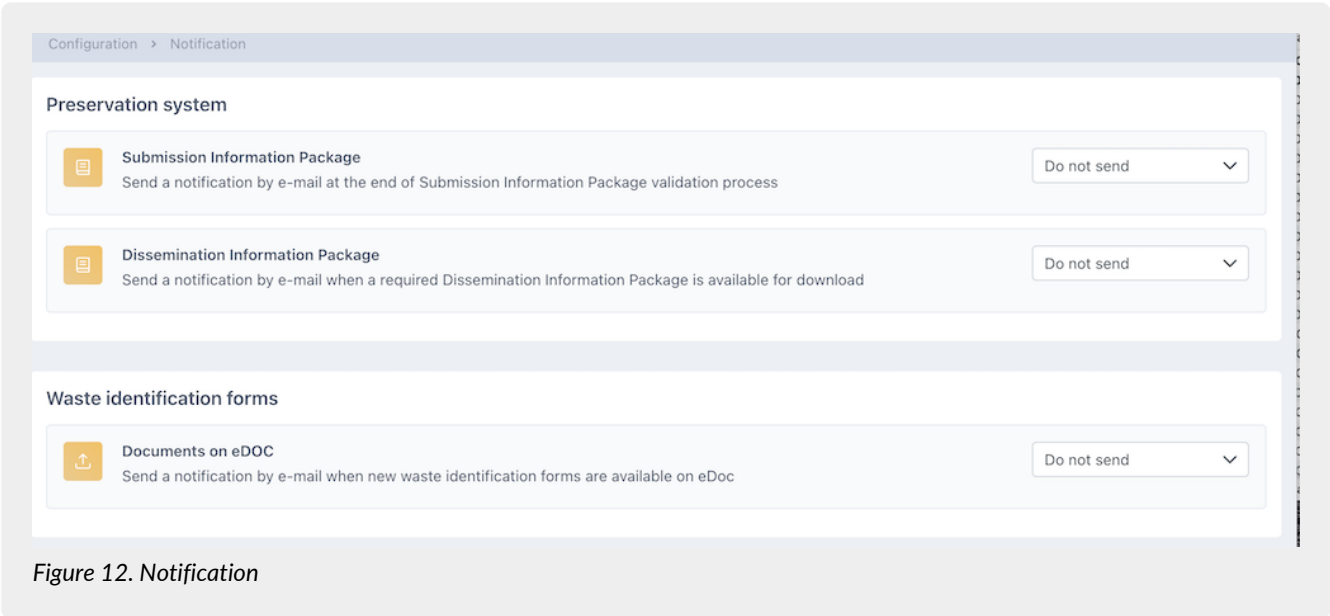 Configuration > Notification
Preservation system
Submission Information Package
Send a notification by e-mail at the end of Submission Information Package validation process
Do not send
Dissemination Information Package
Send a notification by e-mail when a required Dissemination Information Package is available for download
Do not send
Waste identification forms
Documents on eDOC
Send a notification by e-mail when new waste identification forms are available on eDoc
Do not send
Figure 12. Notification